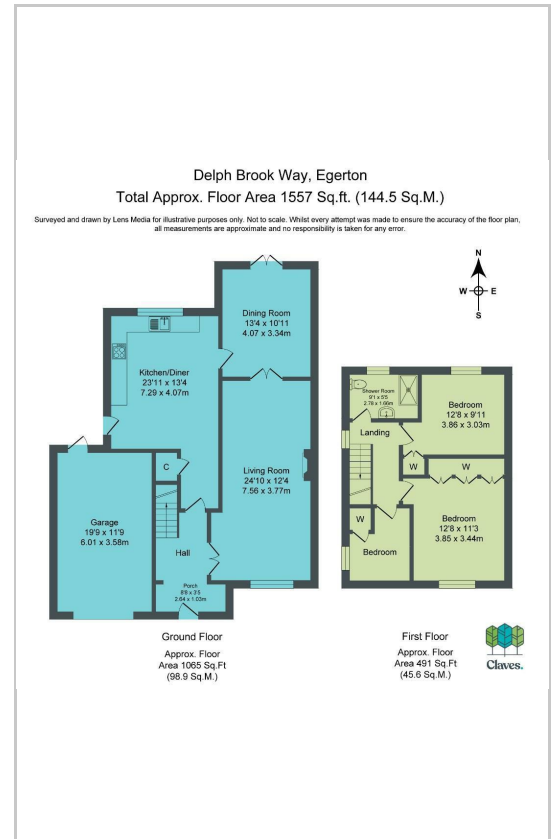 Delph Brook Way, Egerton
Total Approx. Floor Area 1557 Sq.ft. (144.5 Sq.M.)
Surveyed and drawn by Lens Media for illustrative purposes only. Not to scale. Whilst every attempt was made to ensure the accuracy of the floor plan,
all measurements are approximate and no responsibility is taken for any error.
N
W E
S
Dining Room
13'4 x 10'11
4.07 x 3.34m
Kitchen/Diner
23'11 x 13'4
7.29 x 4.07m
C
Living Room
24'10 x 12'4
7.56 x 3.77m
Garage
19'9 x 11'9
6.01 x 3.58m
Hall
Porch
8'8 x 3'5
2.64 x 1.03m
Ground Floor
Approx. Floor
Area 1065 Sq.Ft
(98.9 Sq.M.)
Shower Room
9'1 x 5'5
2.78 x 1.66m
Bedroom
12'8 x 9'11
3.86 x 3.03m
Landing
W
W
Bedroom
12'8 x 11'3
3.85 x 3.44m
W
Bedroom
First Floor
Approx. Floor
Area 491 Sq.Ft
(45.6 Sq.M.)
Claves.